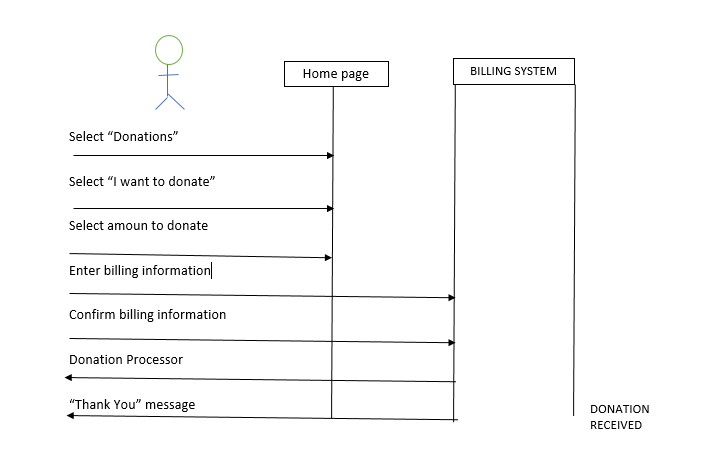 Home page
BILLING SYSTEM
Select “Donations”
Select “I want to donate”
Select amoun to donate
Enter billing information
Confirm billing information
Donation Processor
“Thank You” message
DONATION
RECEIVED